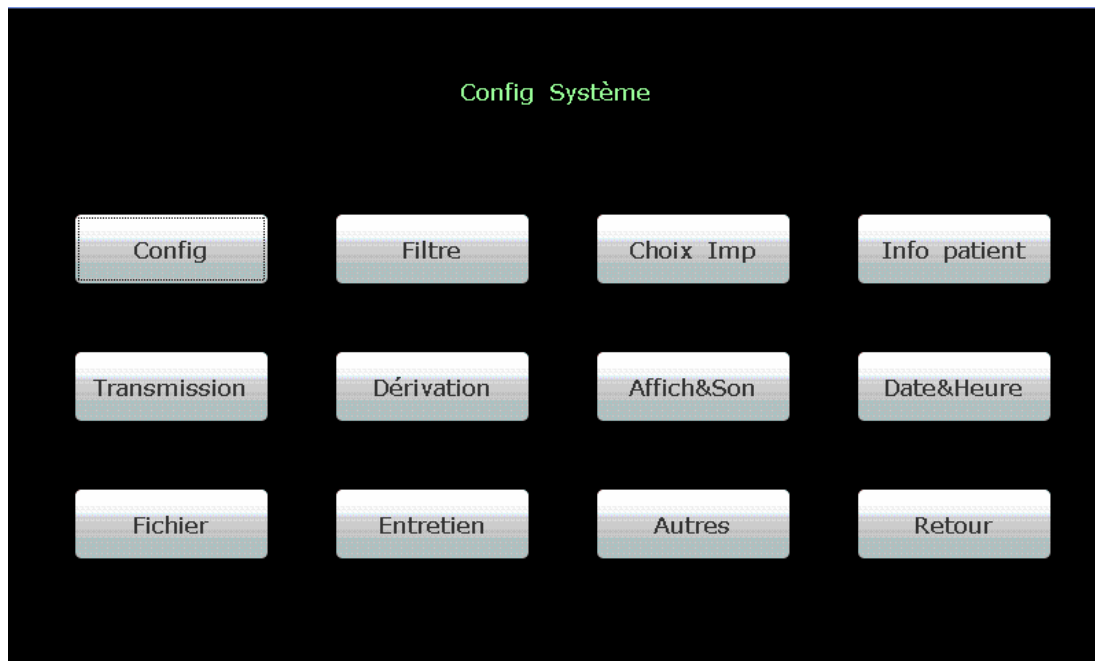 Config Système
Config Filtre Choix Imp Info patient
Transmission Dérivation Affich&Son Date&Heure
Fichier Entretien Autres Retour